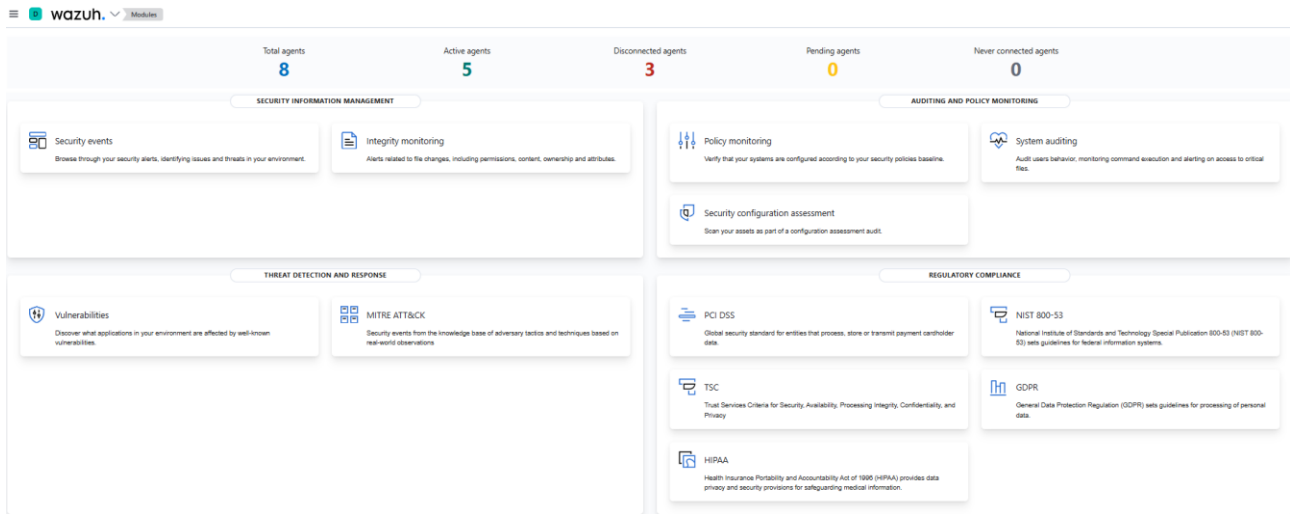 D wazuh. Modules
Total agents
8
Active agents
5
Disconnected agents
3
Pending agents
0
Never connected agents
0
SECURITY INFORMATION MANAGEMENT
Security events
Browse through your security alerts, identifying issues and threats in your environment.
Integrity monitoring
Alerts related to file changes, including permissions, content, ownership and attributes.
AUDITING AND POLICY MONITORING
Policy monitoring
Verify that your systems are configured according to your security policies baseline.
System auditing
Audit users behavior, monitoring command execution and alerting on access to critical
files.
Security configuration assessment
Scan your assets as part of a configuration assessment audit.
THREAT DETECTION AND RESPONSE
Vulnerabilities
Discover what applications in your environment are affected by well-known
vulnerabilities.
MITRE ATT&CK
Security events from the knowledge base of adversary tactics and techniques based on
real-world observations
REGULATORY COMPLIANCE
PCI DSS
Global security standard for entities that process, store or transmit payment cardholder
data.
NIST 800-53
National Institute of Standards and Technology Special Publication 800-53 (NIST 800-
53) sets guidelines for federal information systems.
TSC
Trust Services Criteria for Security, Availability, Processing Integrity, Confidentiality, and
Privacy
GDPR
General Data Protection Regulation (GDPR) sets guidelines for processing of personal
data.
HIPAA
Health Insurance Portability and Accountability Act of 1996 (HIPAA) provides data
privacy and security provisions for safeguarding medical information.